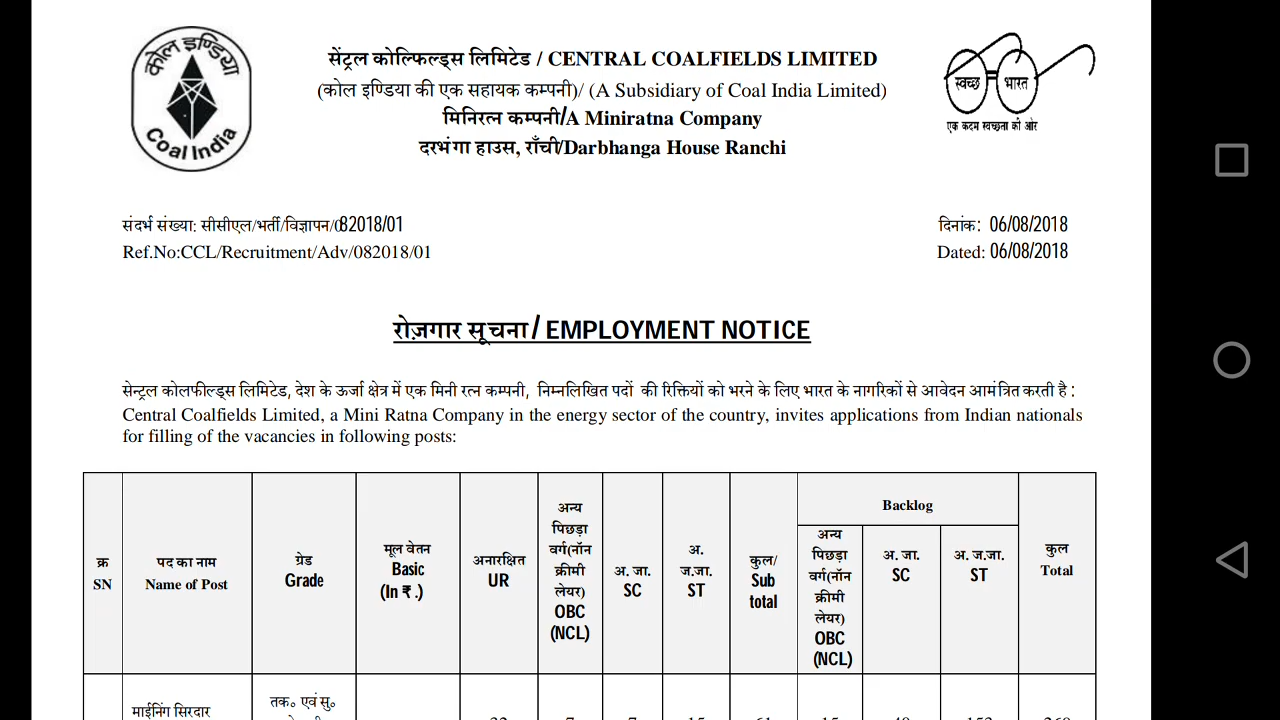 कोल इण्डिया
Coal India
सेंट्रल कोल्फिल्ड्स लिमिटेड / CENTRAL COALFIELDS LIMITED
(कोल इण्डिया की एक सहायक कम्पनी)/ (A Subsidiary of Coal India Limited)
मिनिरत्न कम्पनी/A Miniratna Company
दरभंगा हाउस, राँची/Darbhanga House Ranchi
स्वच्छ भारत
एक कदम स्वच्छता की ओर
संदर्भ संख्या: सीसीएल/भर्ती/विज्ञापन/082018/01
दिनांक: 06/08/2018
Ref.No:CCL/Recruitment/Adv/082018/01
Dated: 06/08/2018
रोज़गार सूचना/ EMPLOYMENT NOTICE
सेन्ट्रल कोलफील्ड्स लिमिटेड, देश के ऊर्जा क्षेत्र में एक मिनी रत्न कम्पनी, निम्नलिखित पदों की रिक्तियों को भरने के लिए भारत के नागरिकों से आवेदन आमंत्रित करती है :
Central Coalfields Limited, a Mini Ratna Company in the energy sector of the country, invites applications from Indian nationals
for filling of the vacancies in following posts:
क्र
SN
पद का नाम
Name of Post
ग्रेड
Grade
मूल वेतन
Basic
(In ₹ .)
अनारक्षित
UR
अन्य
पिछड़ा
वर्ग(नॉन
क्रीमी
लेयर)
OBC
(NCL)
अ. जा.
SC
अ.
ज.जा.
ST
कुल/
Sub
total
Backlog
अन्य
पिछड़ा
वर्ग(नॉन
क्रीमी
लेयर)
OBC
(NCL)
अ. जा.
SC
अ. ज.जा.
ST
कुल
Total
माईनिंग सिरदार
तक॰ एवं सु॰